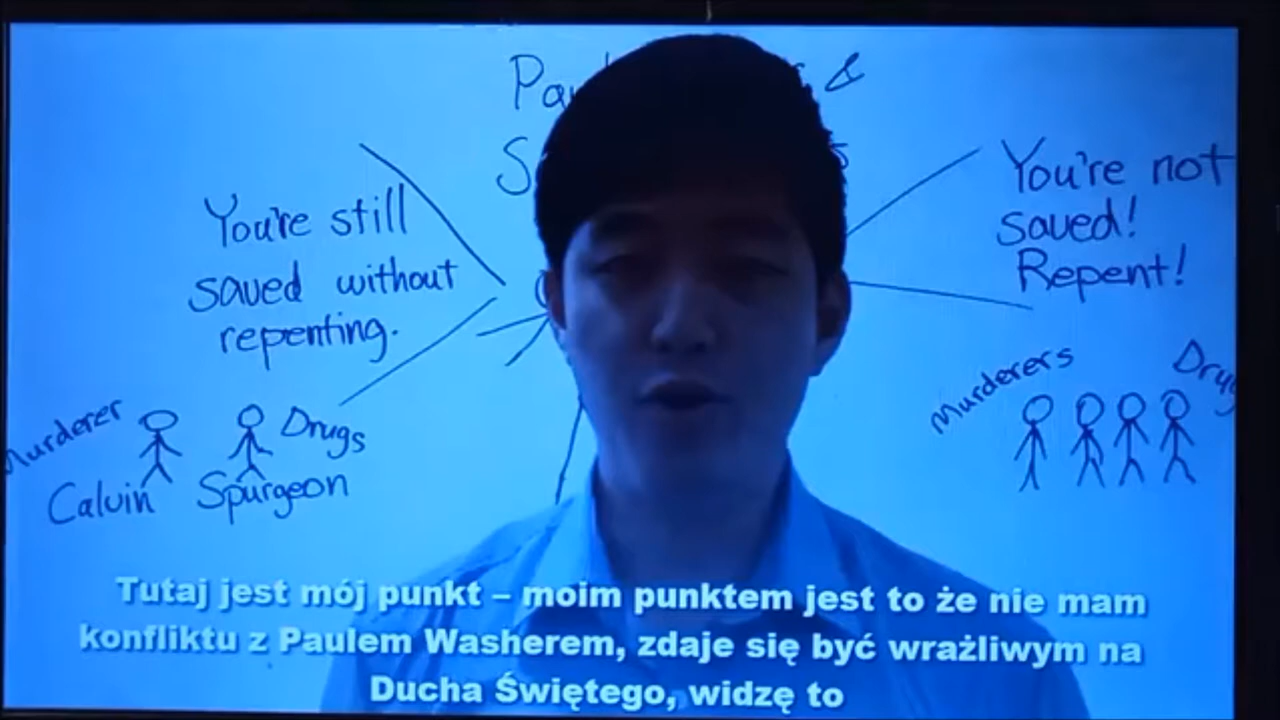 &
You're still
saved without
repenting.
You're not
saved!
Repent!
Murderer
Drugs
Calvin
Spurgeon
Murderers
Tutaj jest mój punkt – moim punktem jest to że nie mam
konfliktu z Paulem Washerem, zdaje się być wrażliwym na
Ducha Świętego, widzę to